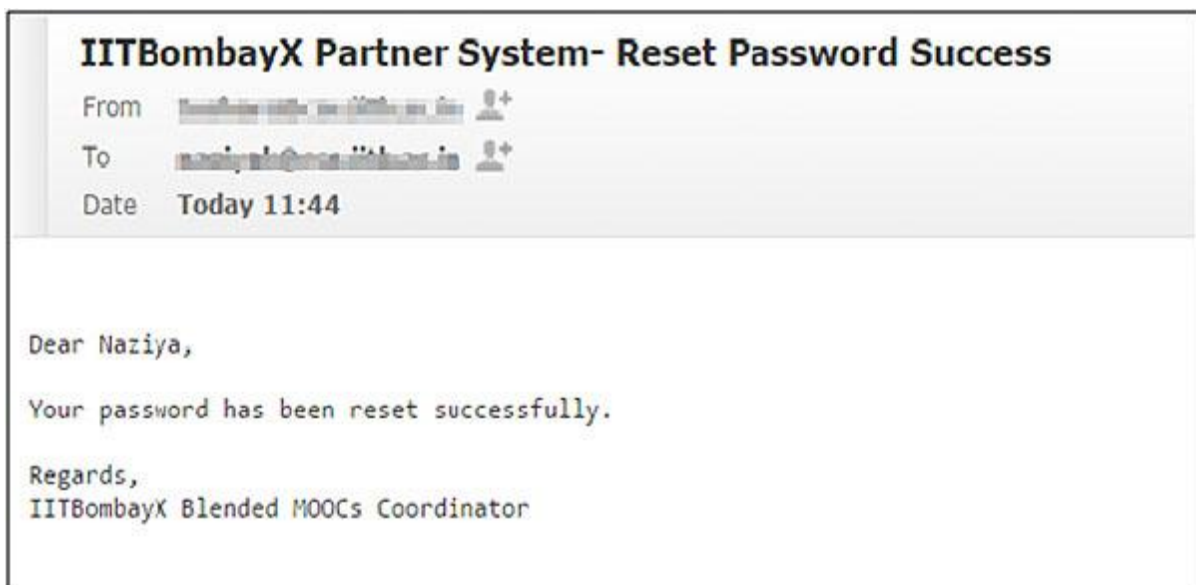 IITBombayX Partner System- Reset Password Success
From
To
Date Today 11:44
Dear Naziya,
Your password has been reset successfully.
Regards,
IITBombayX Blended MOOCs Coordinator